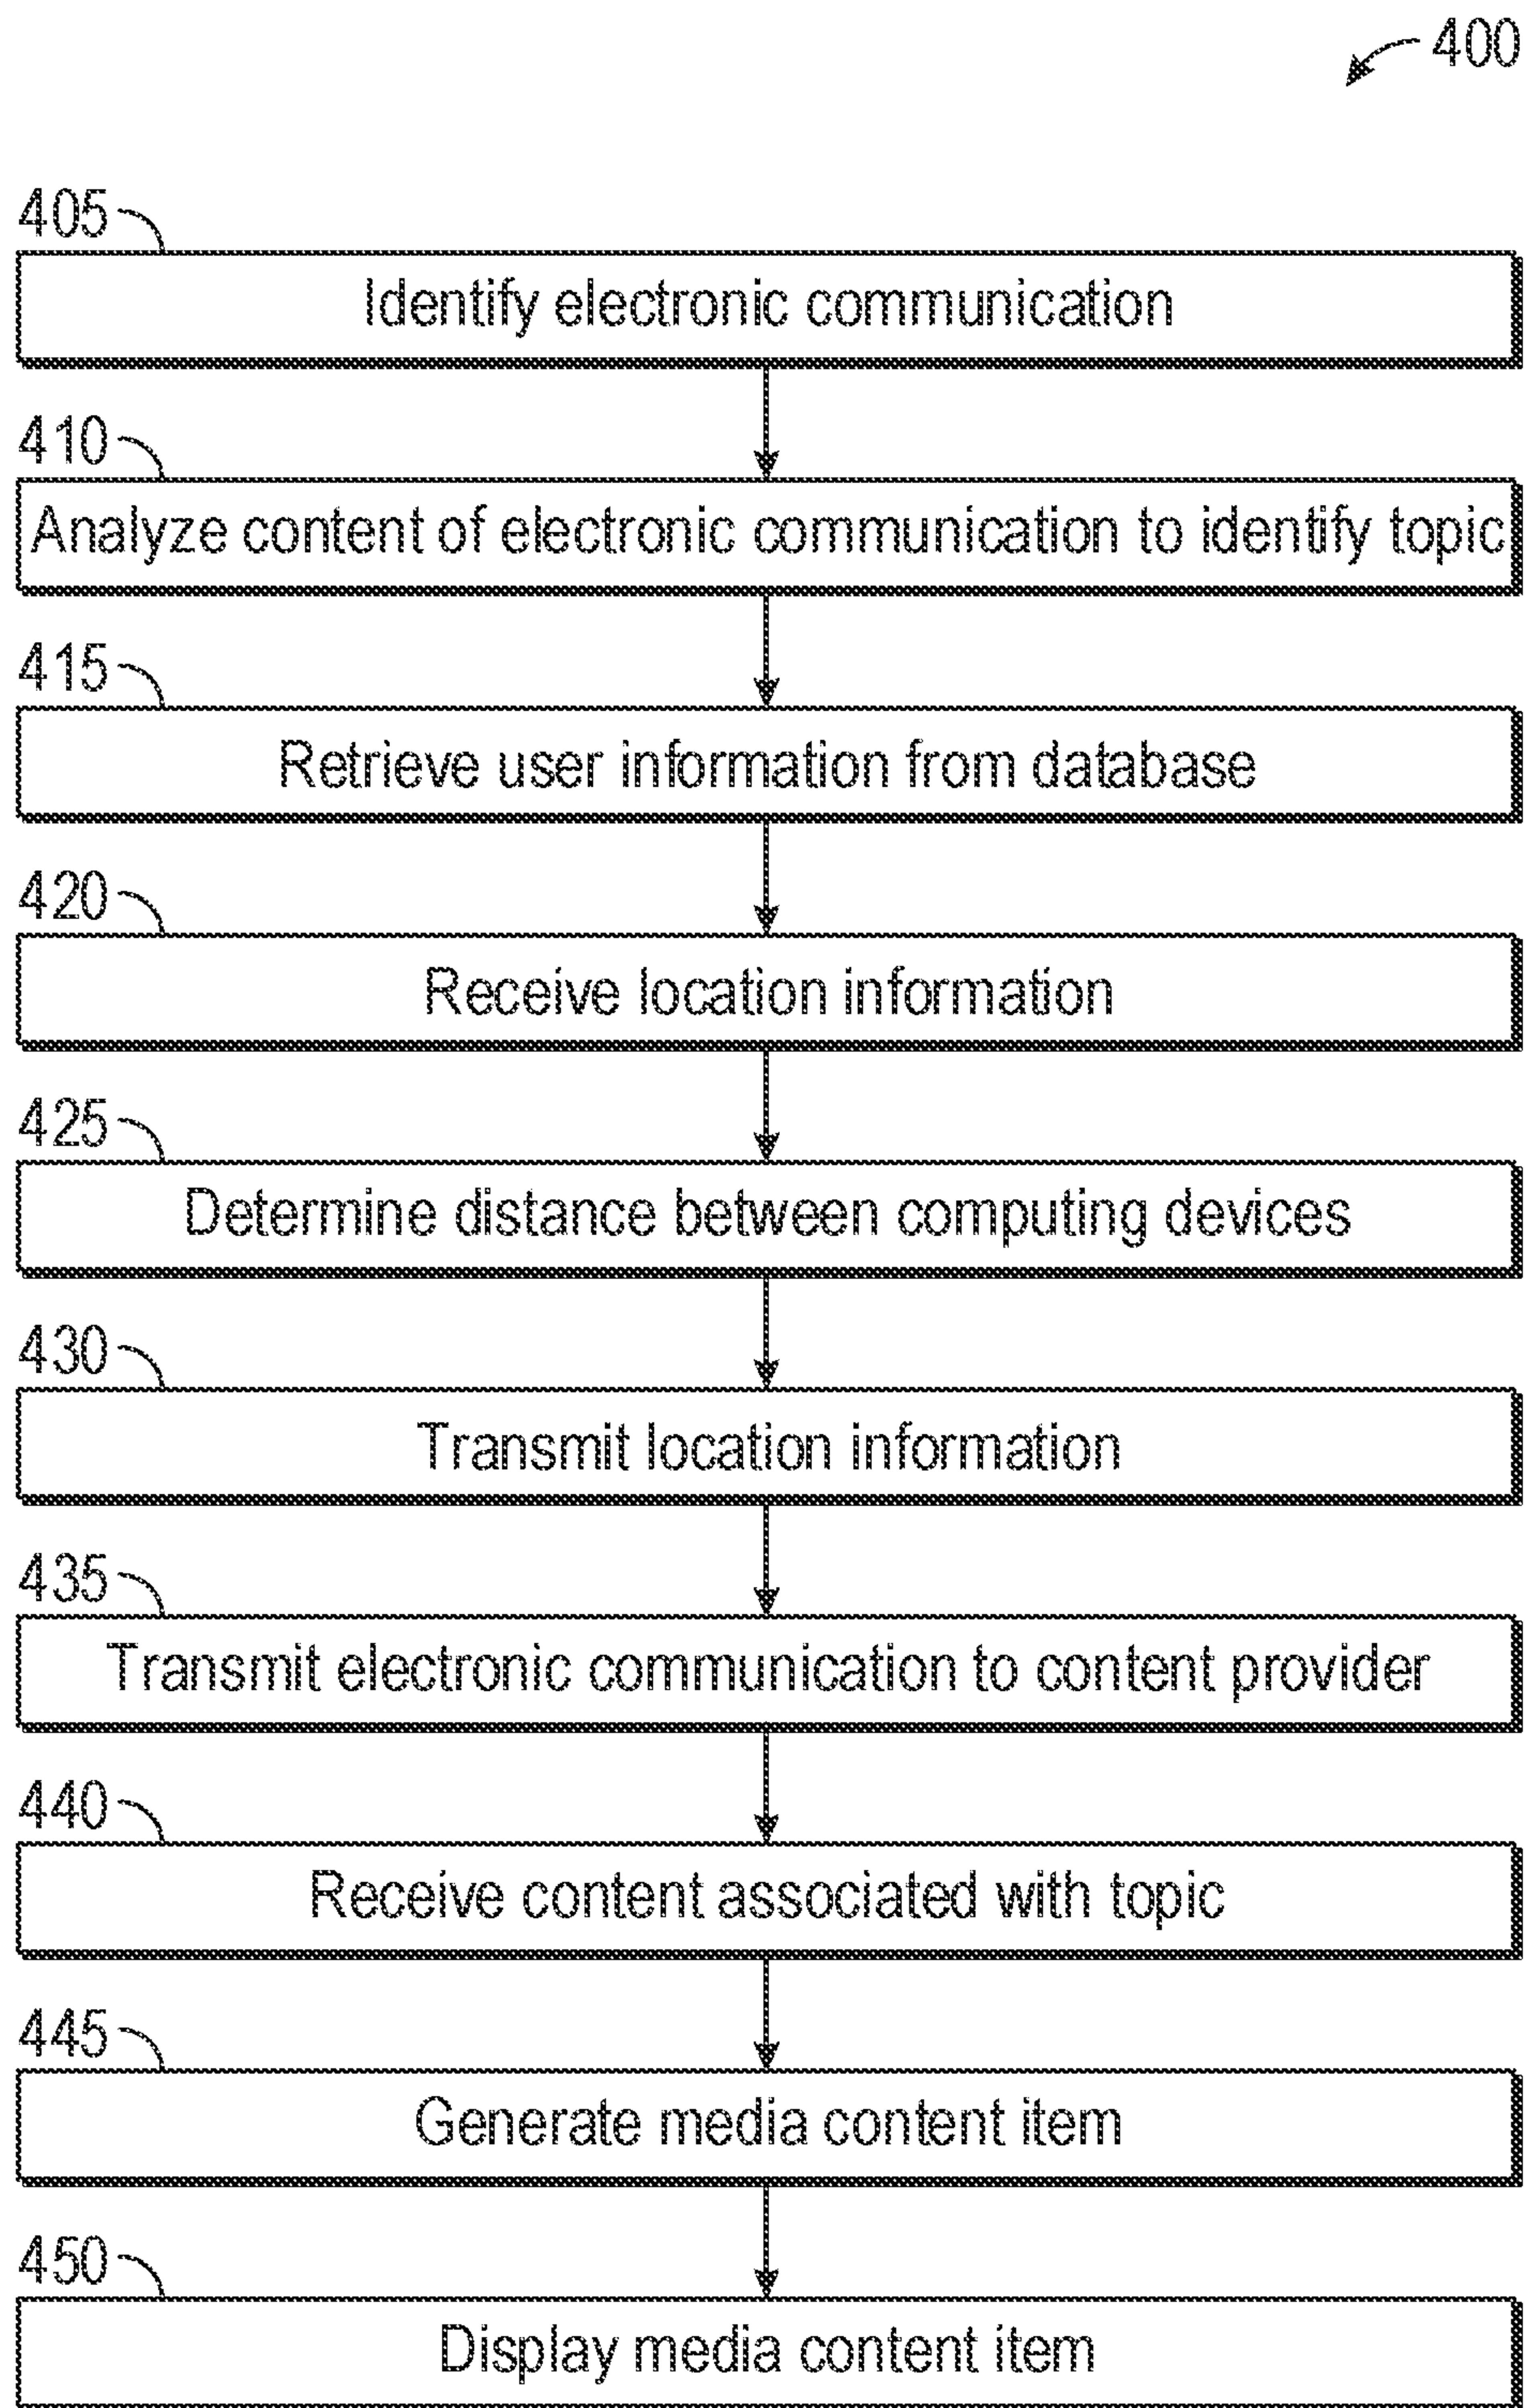 400
405
Identify electronic communication
410
Analyze content of electronic communication to identify topic
415
Retrieve user information from database
420
Receive location information
425
Determine distance between computing devices
430
Transmit location information
435
Transmit electronic communication to content provider
440
Receive content associated with topic
445
Generate media content item
450
Display media content item